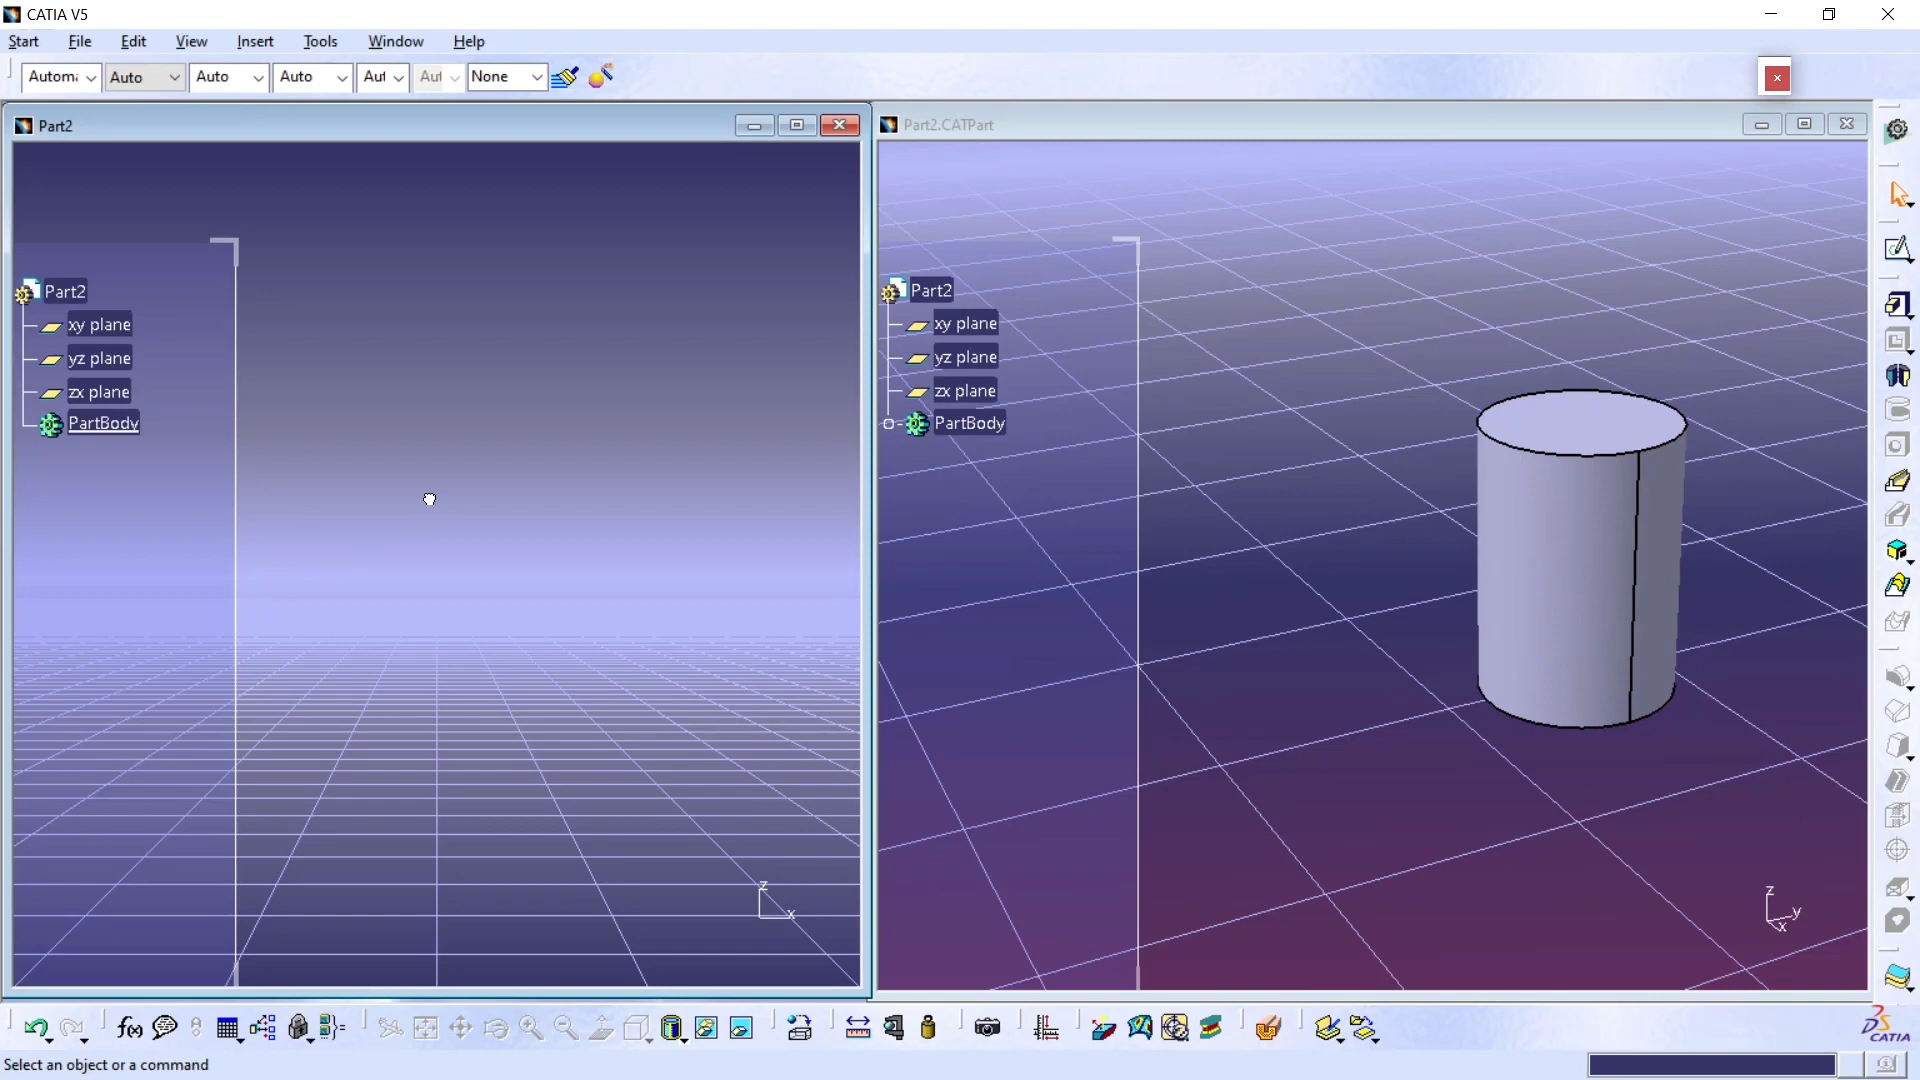 CATIA V5
Start File Edit View Insert Tools Window Help
Automa Auto Auto Auto Aut Aut None
Part2
Part2
xy plane
yz plane
zx plane
PartBody
z
x
Part2.CATPart
Part2
xy plane
yz plane
zx plane
PartBody
z
y
x
f(x)
CATIA
Select an object or a command